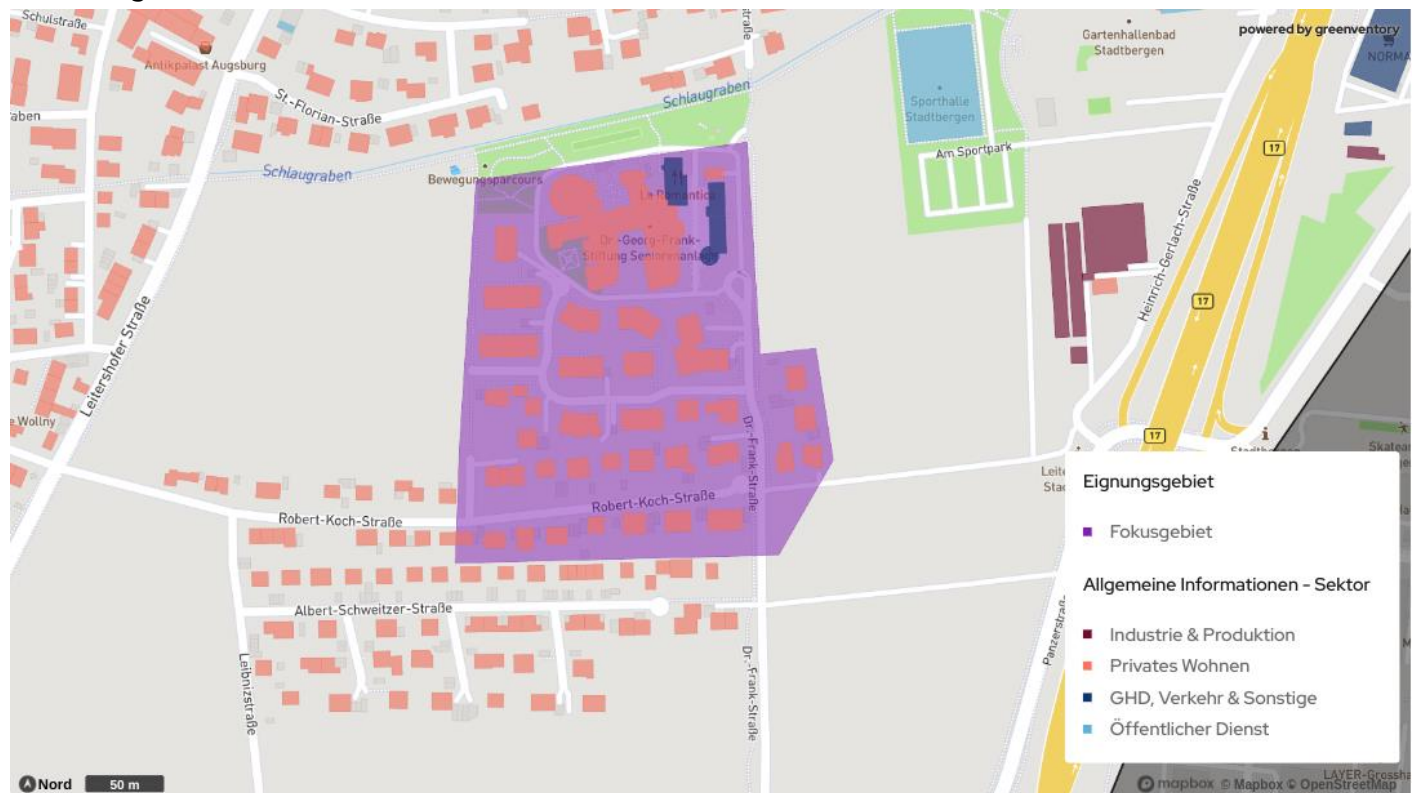 Schulstraße
Antikpalast Augsburg
St.-Florian-Straße
Schlaugraben
Gartenhallenbad
Stadtbergen
powered by greenventory
Sporthalle
Stadtbergen
Am Sportpark
17
Schlaugraben
Bewegungsparcours
La Romantica
Dr.-Georg-Frank-
Stiftung Seniorenanlage
Heinrich-Gerlach-Straße
17
Leitershofer Straße
e Wollny
Dr.-Frank-Straße
17
Robert-Koch-Straße
Robert-Koch-Straße
Albert-Schweitzer-Straße
Leibnizstraße
Dr.-Frank-Straße
Panzerstraß
Eignungsgebiet
Fokusgebiet
Allgemeine Informationen - Sektor
Industrie & Produktion
Privates Wohnen
GHD, Verkehr & Sonstige
Öffentlicher Dienst
Nord
50 m
mapbox © Mapbox © OpenStreetMap